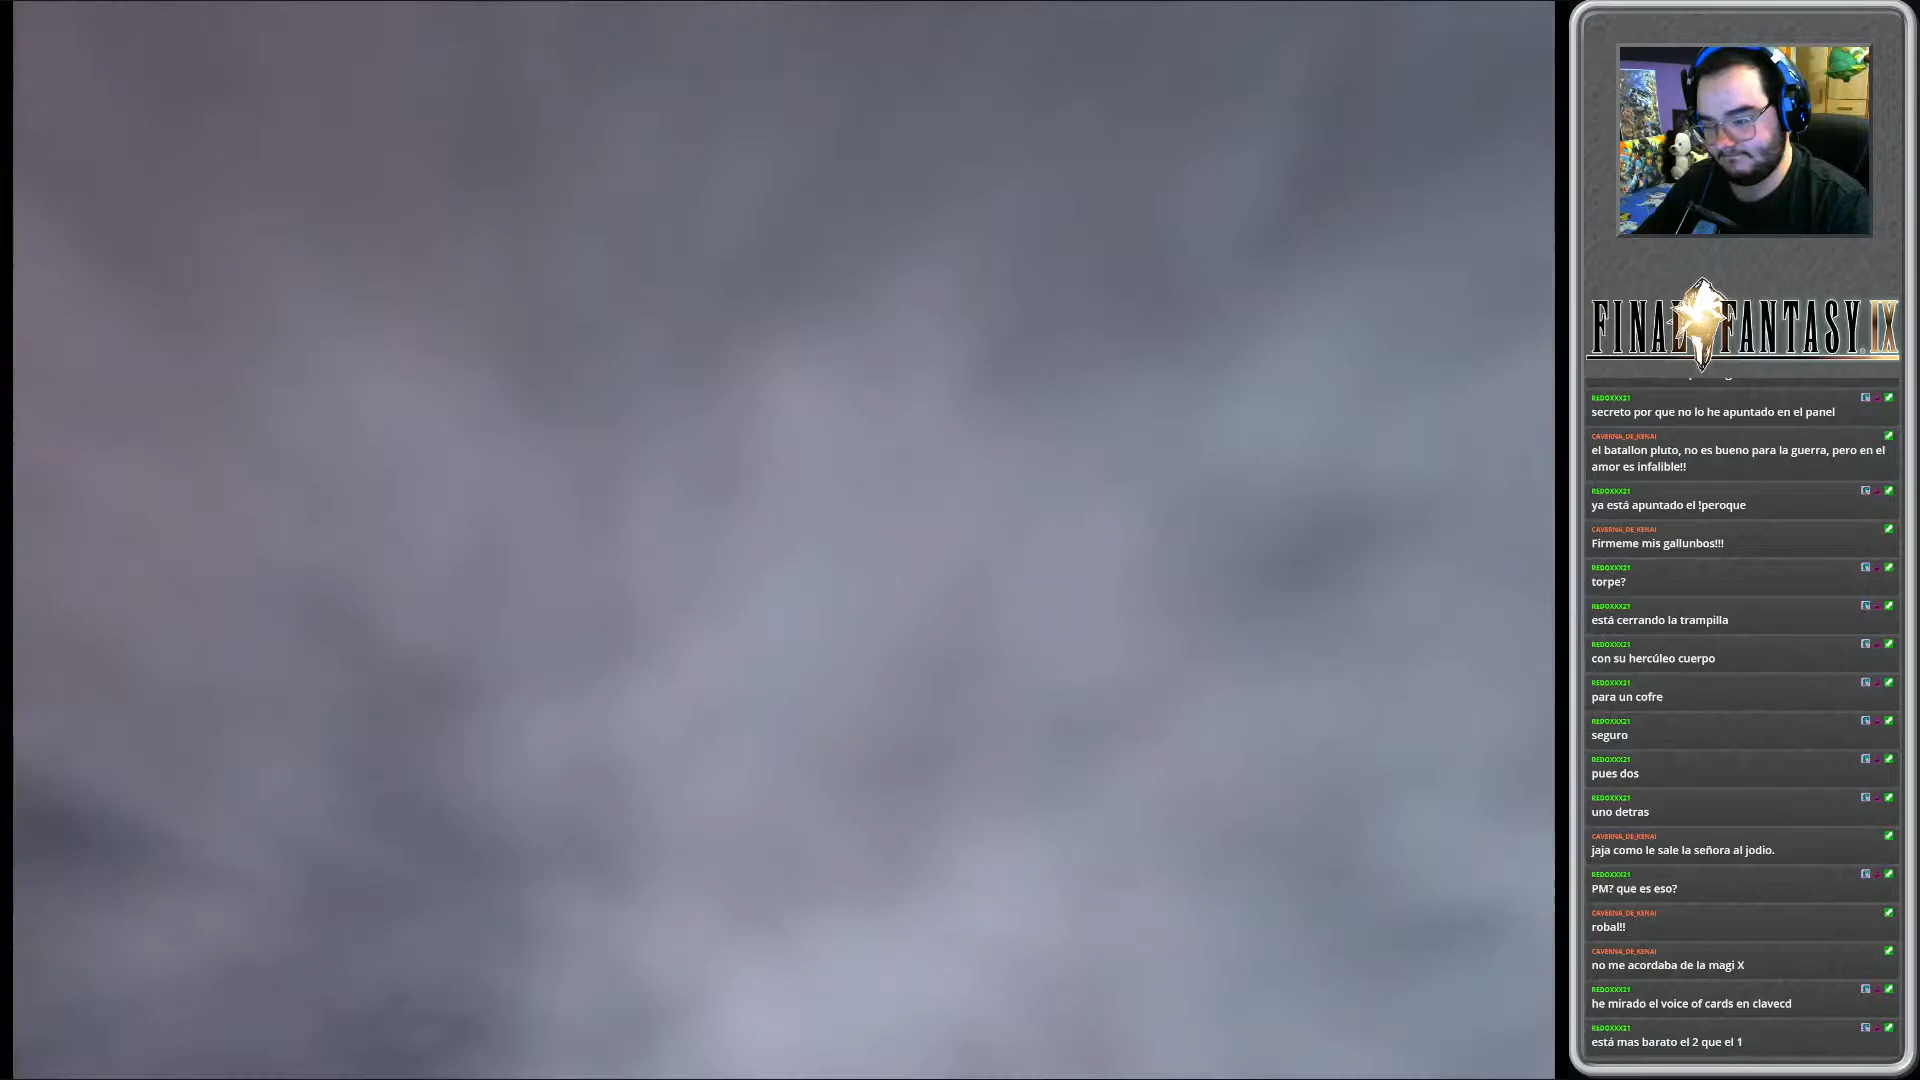 FINAL FANTASY IX
REDOXXX21
secreto por que no lo he apuntado en el panel
CAVERNA_DE_KENAI
el batallon pluto, no es bueno para la guerra, pero en el
amor es infalible!!
REDOXXX21
ya está apuntado el !peroque
CAVERNA_DE_KENAI
Firmeme mis gallunbos!!!
REDOXXX21
torpe?
REDOXXX21
está cerrando la trampilla
REDOXXX21
con su hercúleo cuerpo
REDOXXX21
para un cofre
REDOXXX21
seguro
REDOXXX21
pues dos
REDOXXX21
uno detras
CAVERNA_DE_KENAI
jaja como le sale la señora al jodio.
REDOXXX21
PM? que es eso?
CAVERNA_DE_KENAI
robal!!
CAVERNA_DE_KENAI
no me acordaba de la magi X
REDOXXX21
he mirado el voice of cards en clavecd
REDOXXX21
está mas barato el 2 que el 1